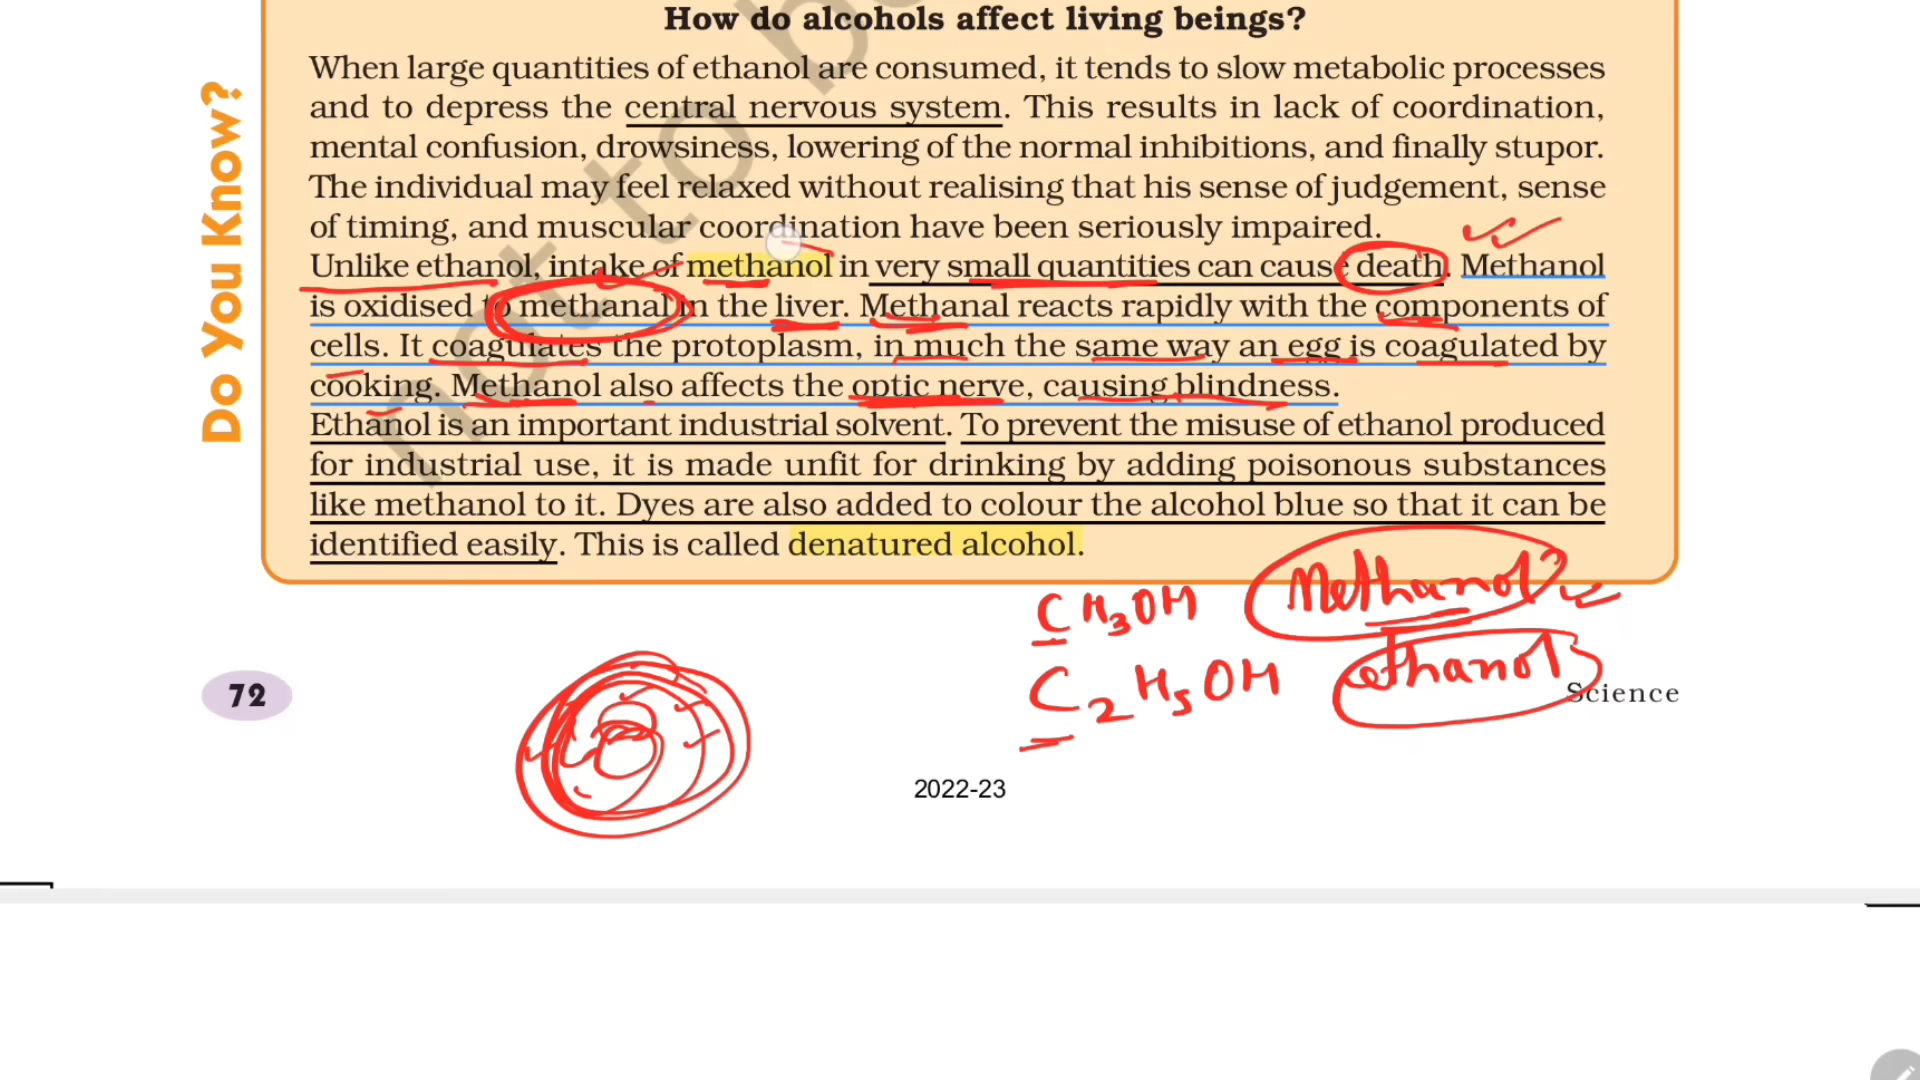 How do alcohols affect living beings?
When large quantities of ethanol are consumed, it tends to slow metabolic processes
and to depress the central nervous system. This results in lack of coordination,
mental confusion, drowsiness, lowering of the normal inhibitions, and finally stupor.
The individual may feel relaxed without realising that his sense of judgement, sense
of timing, and muscular coordination have been seriously impaired.
Unlike ethanol, intake of methanol in very small quantities can cause death. Methanol
is oxidised to methanal in the liver. Methanal reacts rapidly with the components of
cells. It coagulates the protoplasm, in much the same way an egg is coagulated by
cooking. Methanol also affects the optic nerve, causing blindness.
Ethanol is an important industrial solvent. To prevent the misuse of ethanol produced
for industrial use, it is made unfit for drinking by adding poisonous substances
like methanol to it. Dyes are also added to colour the alcohol blue so that it can be
identified easily. This is called denatured alcohol.
Do You Know?
not to b
CH3OH Methanol
C2H5OH ethanol
72
Science
2022-23